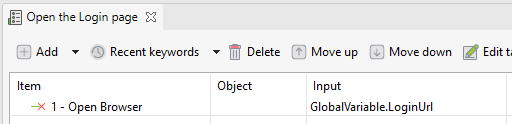 Open the Login page
Add Recent keywords Delete Move up Move down Edit ta
Item Object Input
1 - Open Browser GlobalVariable.LoginUrl